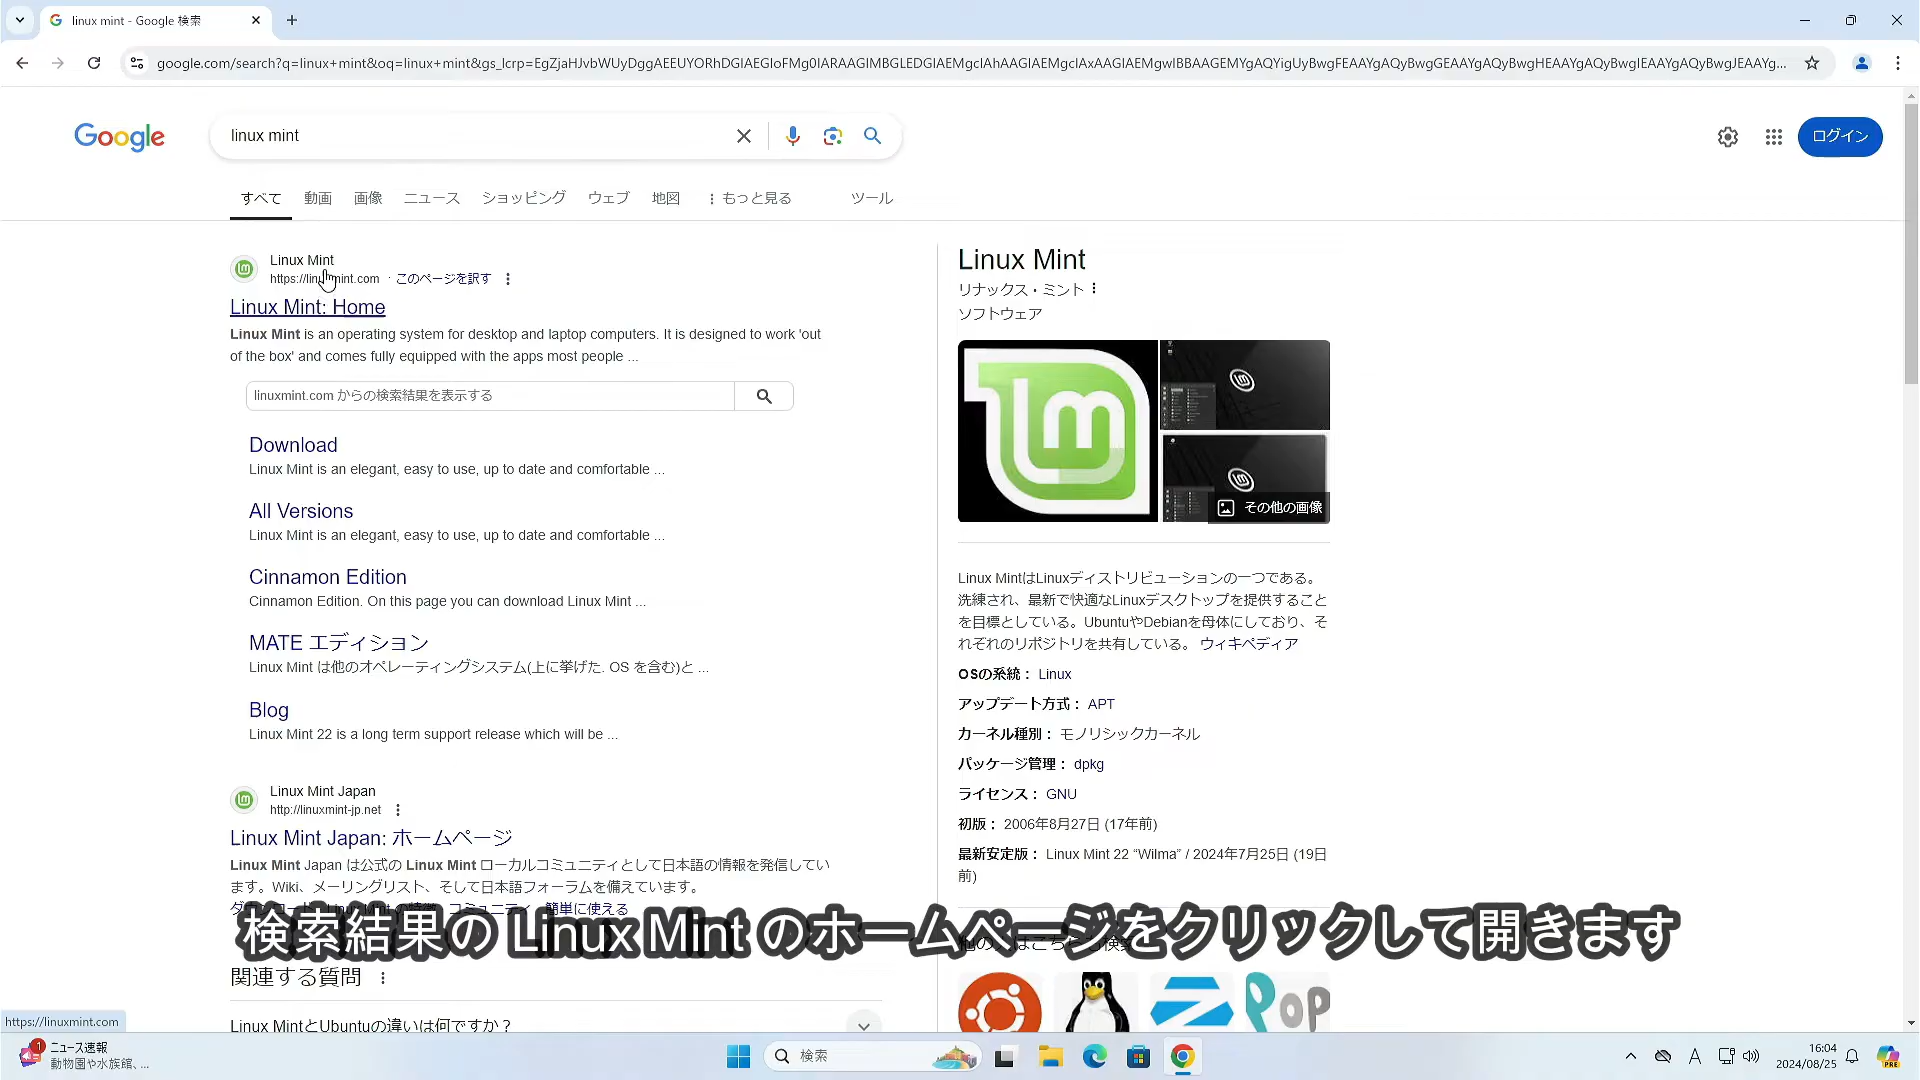 linux mint - Google 検索
google.com/search?q=linux+mint&oq=linux+mint&gs_lcrp=EgZjaHJvbWUyDggAEEUYORhDGIAEGIoFMg0IARAAGIMBGLEDGIAEMgcIAhAAGIAEMgcIAxAAGIAEMgwIBBAAGEMYgAQYigUyBwgFEAAYgAQyBwgGEAAYgAQyBwgHEAAYgAQyBwgIEAAYgAQyBwgJEAAYg...
Google
linux mint
ログイン
すべて 動画 画像 ニュース ショッピング ウェブ 地図 もっと見る ツール
Linux Mint
https://linuxmint.com · このページを訳す
Linux Mint: Home
Linux Mint is an operating system for desktop and laptop computers. It is designed to work 'out
of the box' and comes fully equipped with the apps most people ...
linuxmint.com からの検索結果を表示する
Download
Linux Mint is an elegant, easy to use, up to date and comfortable ...
All Versions
Linux Mint is an elegant, easy to use, up to date and comfortable ...
Cinnamon Edition
Cinnamon Edition. On this page you can download Linux Mint ...
MATE エディション
Linux Mint は他のオペレーティングシステム(上に挙げた. OS を含む)と ...
Blog
Linux Mint 22 is a long term support release which will be ...
Linux Mint Japan
http://linuxmint-jp.net
Linux Mint Japan: ホームページ
Linux Mint Japan は公式の Linux Mint ローカルコミュニティとして日本語の情報を発信してい
ます。Wiki、メーリングリスト、そして日本語フォーラムを備えています。
簡単に使える
検索結果の Linux Mint のホームページをクリックして開きます
関連する質問
Linux MintとUbuntuの違いは何ですか？
Linux Mint
リナックス・ミント
ソフトウェア
その他の画像
Linux MintはLinuxディストリビューションの一つである。
洗練され、最新で快適なLinuxデスクトップを提供すること
を目標としている。UbuntuやDebianを母体にしており、そ
れぞれのリポジトリを共有している。 ウィキペディア
OSの系統： Linux
アップデート方式： APT
カーネル種別： モノリシックカーネル
パッケージ管理： dpkg
ライセンス： GNU
初版： 2006年8月27日 (17年前)
最新安定版： Linux Mint 22 “Wilma” / 2024年7月25日 (19日
前)
POP
https://linuxmint.com
1
ニュース速報
動物園や水族館、...
検索
A
16:04
2024/08/25
PRE